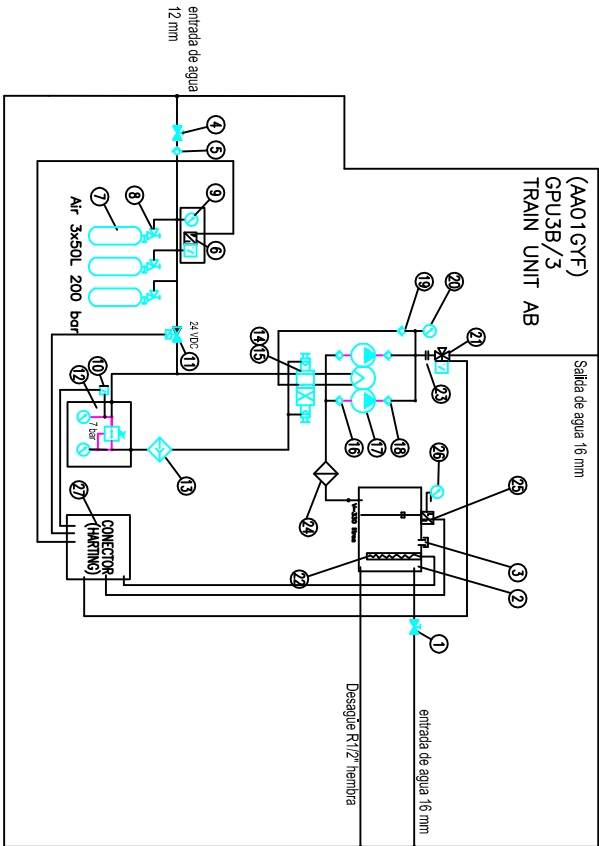 (AA01GYF)
GPU3B/3
TRAIN UNIT AB
Salida de agua 16 mm
entrada de agua
12 mm
4
5
9
6
8
7
Air 3x50L 200 bar
24 VDC
11
14
15
19
20
21
23
16
17
18
26
25
24
V=330 litros
3
2
22
1
10
12
7 bar
13
27
CONECTOR
(HARTING)
Desagüe R1/2" hembra
entrada de agua 16 mm